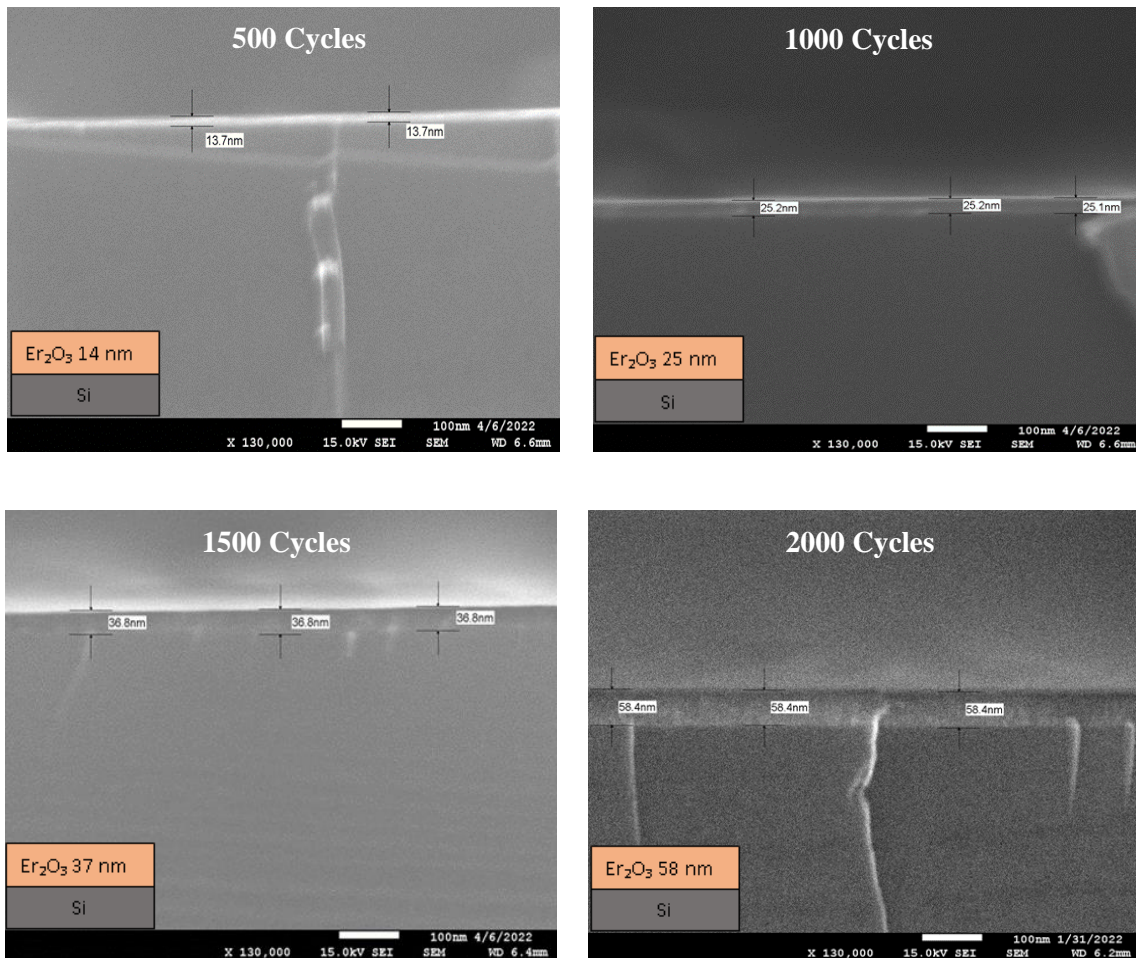 500 Cycles
13.7nm
13.7nm
Er₂O₃ 14 nm
Si
100nm 4/6/2022
X 130,000 15.0kV SEI SEM WD 6.6mm
1000 Cycles
25.2nm
25.2nm
25.1nm
Er₂O₃ 25 nm
Si
100nm 4/6/2022
X 130,000 15.0kV SEI SEM WD 6.6mm
1500 Cycles
36.8nm
36.8nm
36.8nm
Er₂O₃ 37 nm
Si
100nm 4/6/2022
X 130,000 15.0kV SEI SEM WD 6.4mm
2000 Cycles
58.4nm
58.4nm
58.4nm
Er₂O₃ 58 nm
Si
100nm 1/31/2022
X 130,000 15.0kV SEI SEM WD 6.2mm